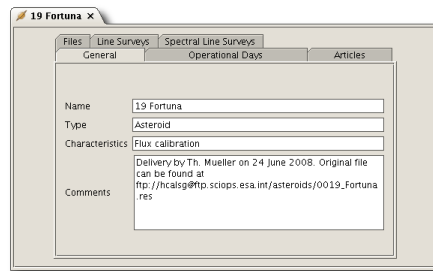 19 Fortuna
Files Line Surveys Spectral Line Surveys
General Operational Days Articles
Name 19 Fortuna
Type Asteroid
Characteristics Flux calibration
Comments
Delivery by Th. Mueller on 24 June 2008. Original file
can be found at
ftp://hcalsg@ftp.sciops.esa.int/asteroids/0019_Fortuna
.res